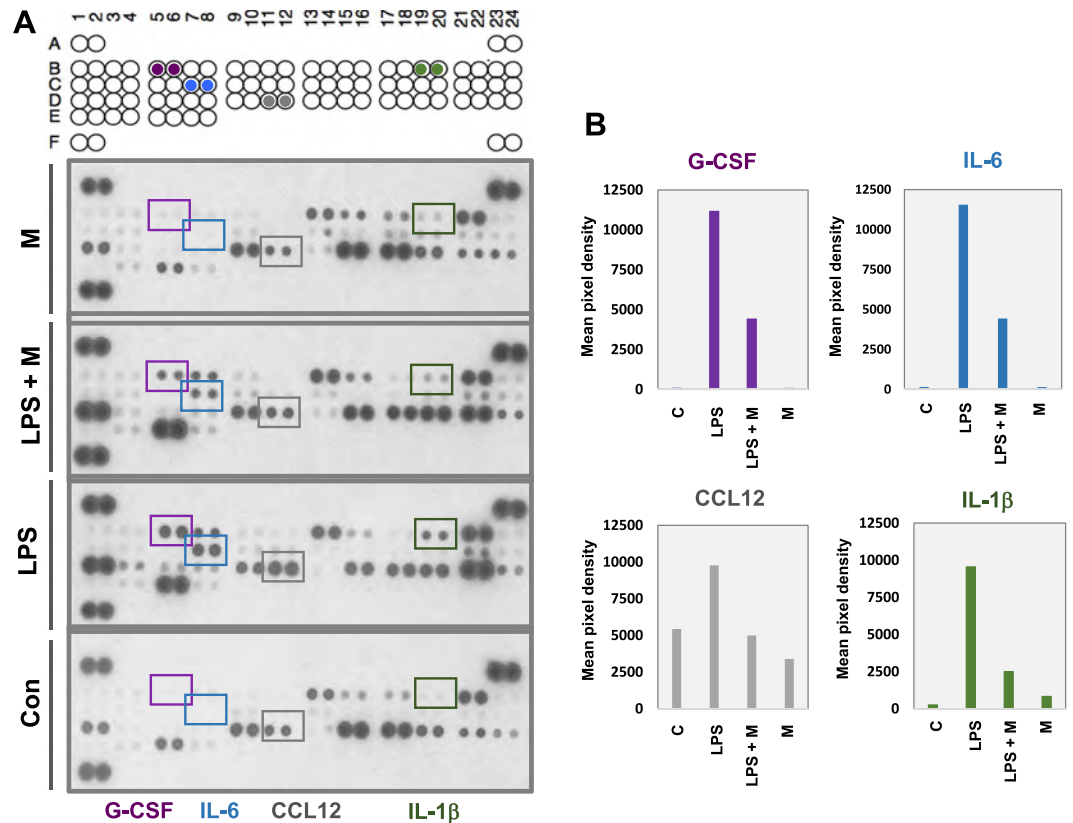 A
1 2 3 4 5 6 7 8 9 10 11 12 13 14 15 16 17 18 19 20 21 22 23 24
A
B
C
D
E
F
M
LPS + M
LPS
Con
G-CSF IL-6 CCL12 IL-1β
B
G-CSF
Mean pixel density
12500
10000
7500
5000
2500
0
C LPS LPS + M M
IL-6
Mean pixel density
12500
10000
7500
5000
2500
0
C LPS LPS + M M
CCL12
Mean pixel density
12500
10000
7500
5000
2500
0
C LPS LPS + M M
IL-1β
Mean pixel density
12500
10000
7500
5000
2500
0
C LPS LPS + M M